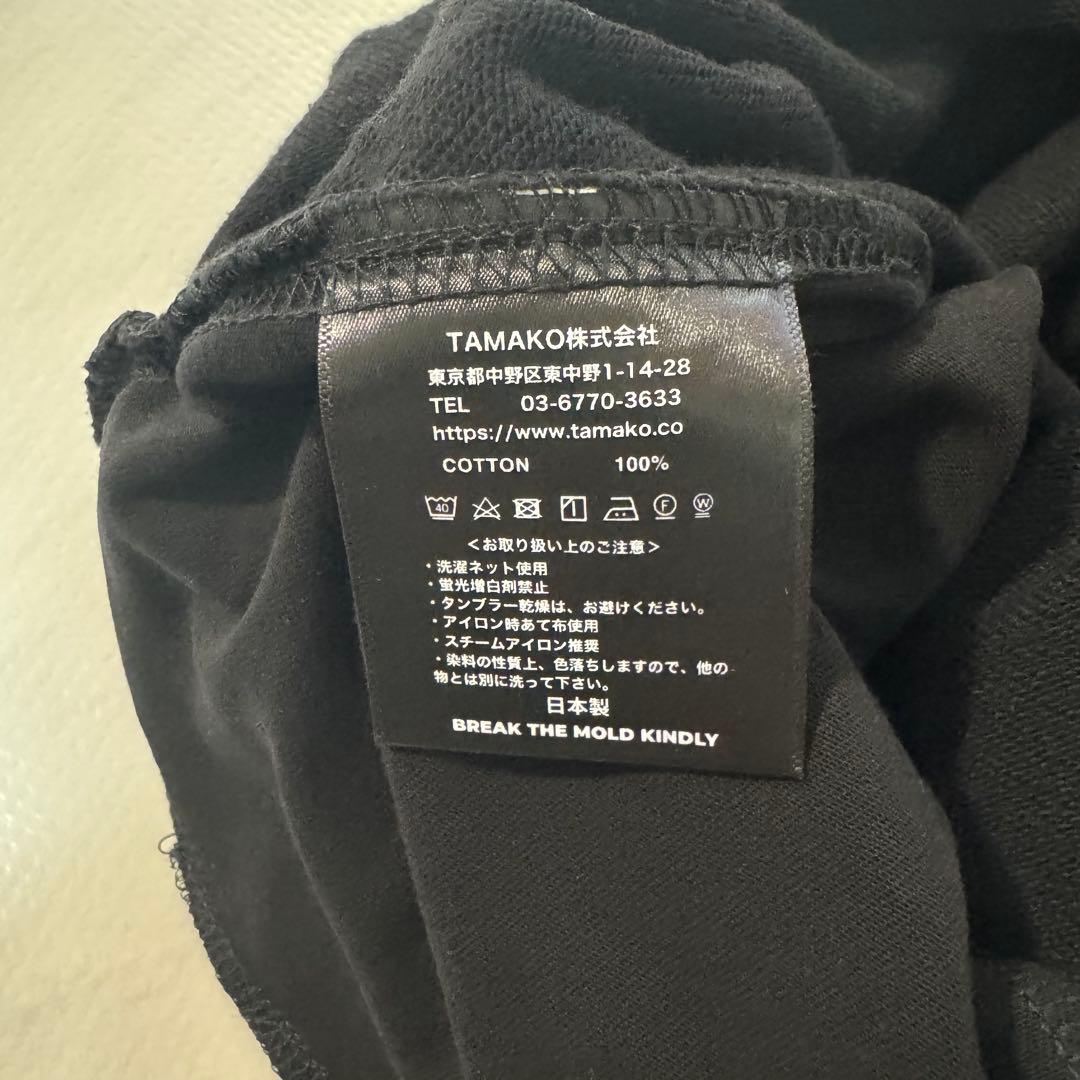 TAMAKO株式会社
東京都中野区東中野1-14-28
TEL 03-6770-3633
https://www.tamako.co
COTTON 100%
40 F W
＜お取り扱い上のご注意＞
・洗濯ネット使用
・蛍光増白剤禁止
・タンブラー乾燥は、お避けください。
・アイロン時あて布使用
・スチームアイロン推奨
・染料の性質上、色落ちしますので、他の
物とは別に洗って下さい。
日本製
BREAK THE MOLD KINDLY